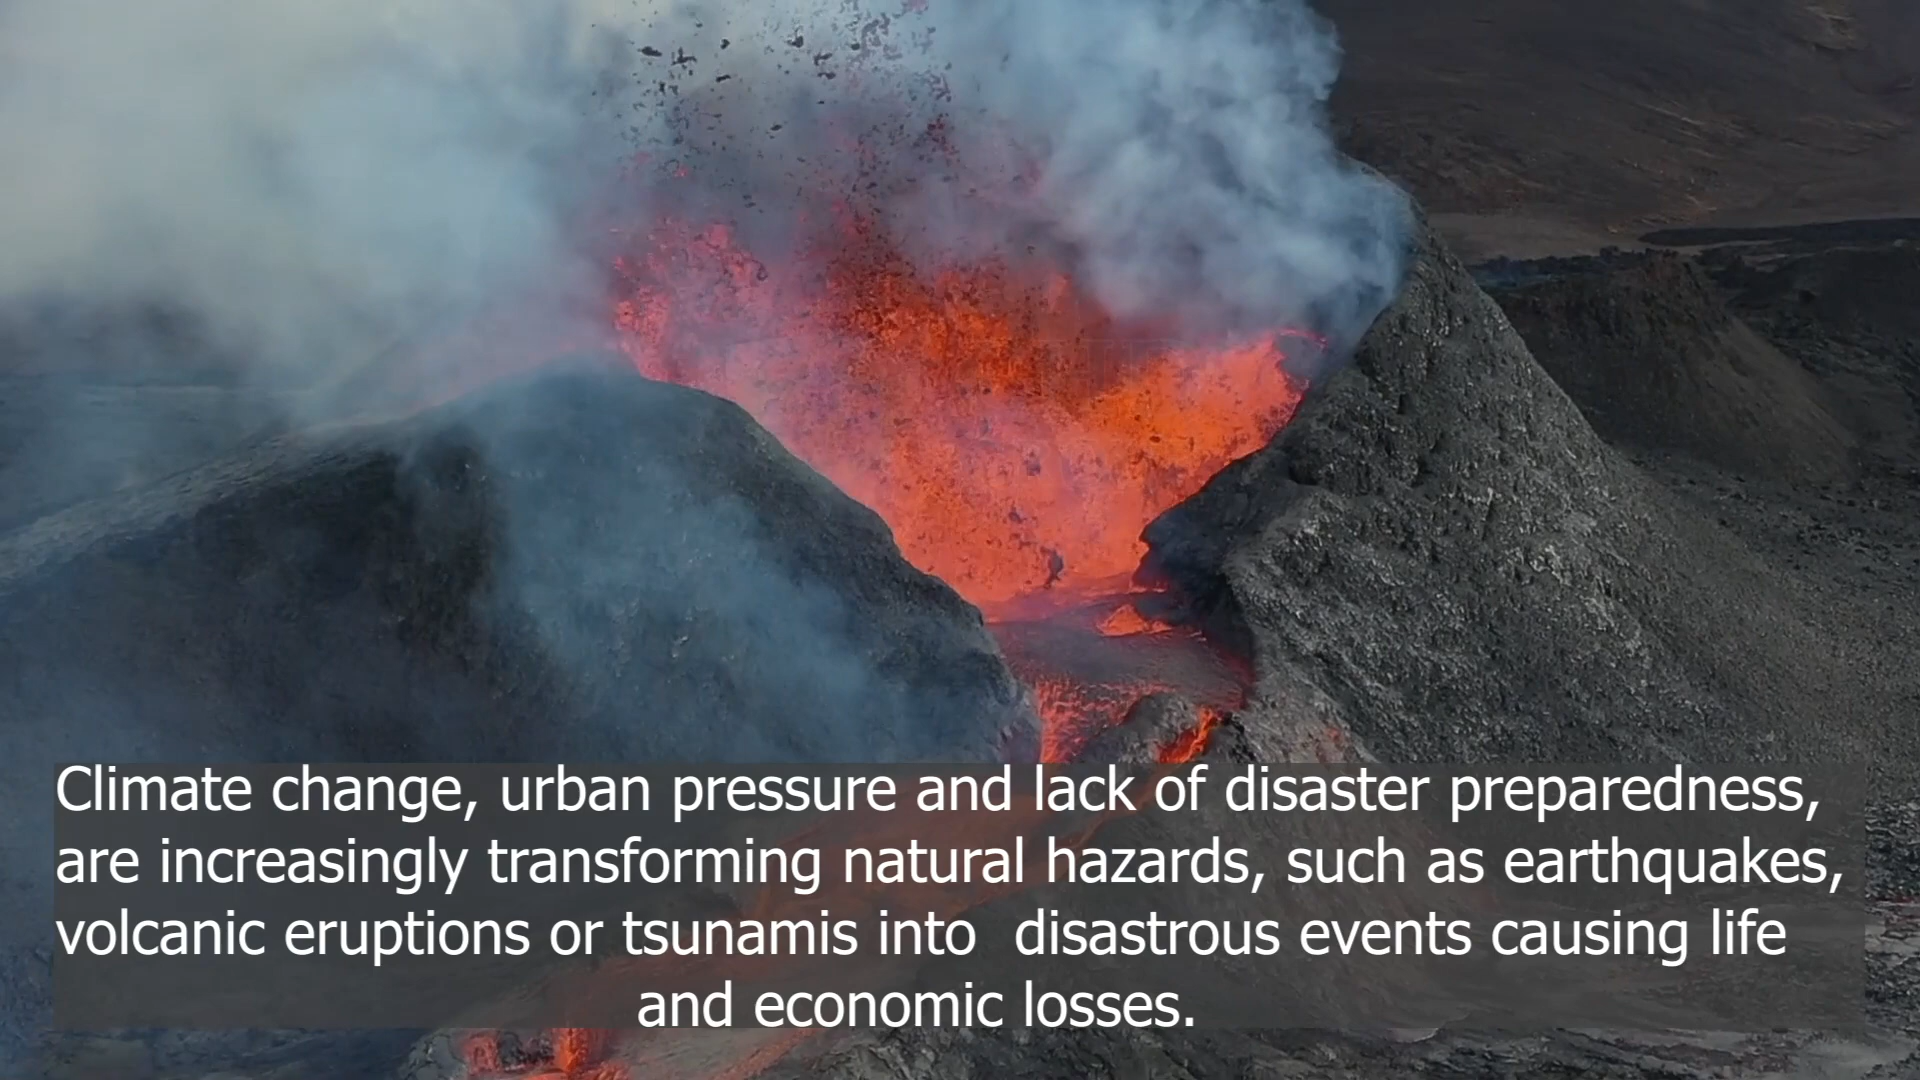 Climate change, urban pressure and lack of disaster preparedness,
are increasingly transforming natural hazards, such as earthquakes,
volcanic eruptions or tsunamis into  disastrous events causing life
and economic losses.